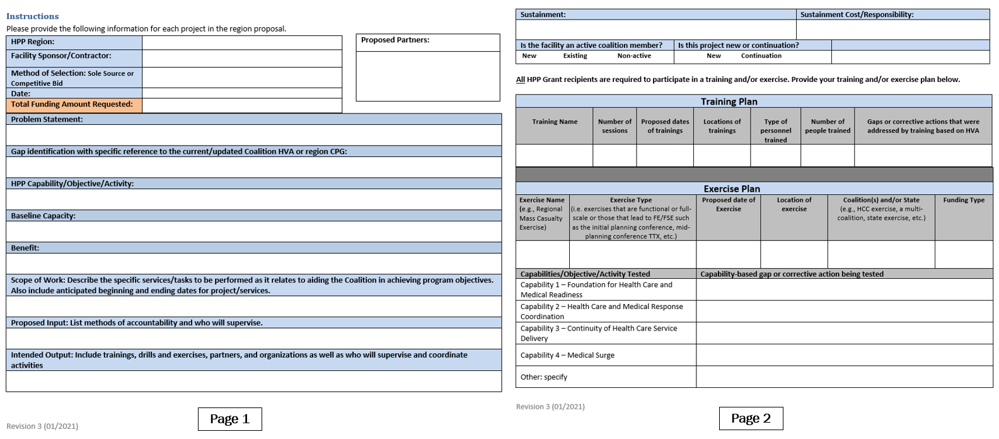 Instructions
Please provide the following information for each project in the region proposal.
HPP Region:
Facility Sponsor/Contractor:
Method of Selection: Sole Source or
Competitive Bid
Date:
Total Funding Amount Requested:
Proposed Partners:
Problem Statement:
Gap identification with specific reference to the current/updated Coalition HVA or region CPG:
HPP Capability/Objective/Activity:
Baseline Capacity:
Benefit:
Scope of Work: Describe the specific services/tasks to be performed as it relates to aiding the Coalition in achieving program objectives.
Also include anticipated beginning and ending dates for project/services.
Proposed Input: List methods of accountability and who will supervise.
Intended Output: Include trainings, drills and exercises, partners, and organizations as well as who will supervise and coordinate
activities
Page 1
Revision 3 (01/2021)
Sustainment:
Sustainment Cost/Responsibility:
Is the facility an active coalition member?
Is this project new or continuation?
New Existing Non-active
New Continuation
All HPP Grant recipients are required to participate in a training and/or exercise. Provide your training and/or exercise plan below.
Training Plan
Training Name
Number of
sessions
Proposed dates
of trainings
Locations of
trainings
Type of
personnel
trained
Number of
people trained
Gaps or corrective actions that were
addressed by training based on HVA
Exercise Plan
Exercise Name
(e.g., Regional
Mass Casualty
Exercise)
Exercise Type
(i.e. exercises that are functional or full-
scale or those that lead to FE/FSE such
as the initial planning conference, mid-
planning conference TTX, etc.)
Proposed date of
Exercise
Location of
exercise
Coalition(s) and/or State
(e.g., HCC exercise, a multi-
coalition, state exercise, etc.)
Funding Type
Capabilities/Objective/Activity Tested
Capability-based gap or corrective action being tested
Capability 1 – Foundation for Health Care and
Medical Readiness
Capability 2 – Health Care and Medical Response
Coordination
Capability 3 – Continuity of Health Care Service
Delivery
Capability 4 – Medical Surge
Other: specify
Revision 3 (01/2021)
Page 2